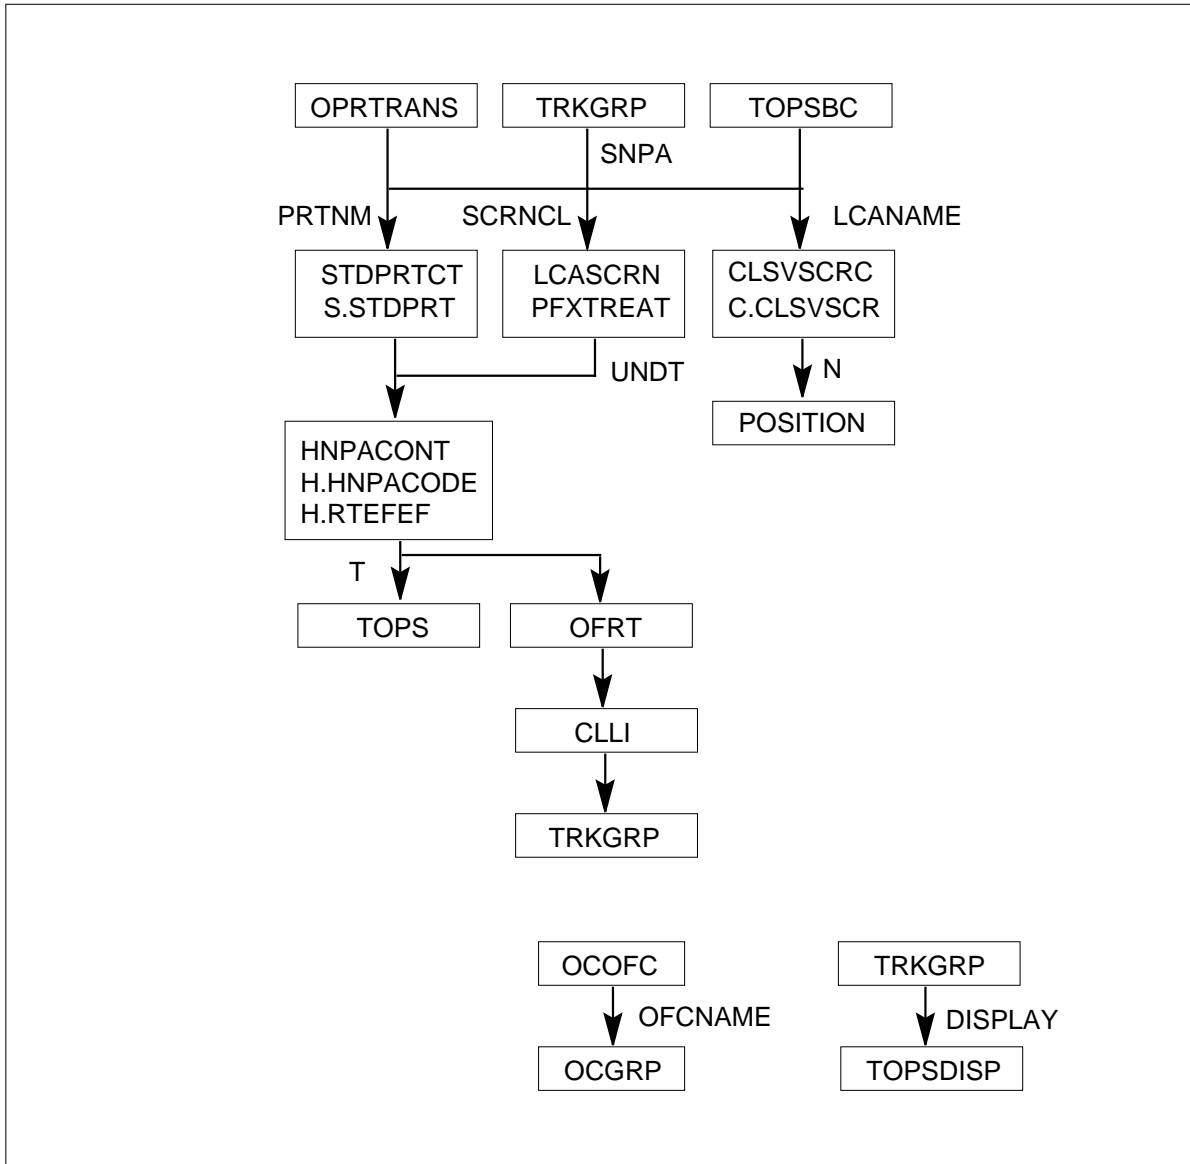 OPRTRANS
TRKGRP
TOPSBC
SNPA
PRTNM
SCRNCL
LCANAME
STDPRTCT
S.STDPRT
LCASCRN
PFXTREAT
CLSVSCRC
C.CLSVSCR
UNDT
N
POSITION
HNPACONT
H.HNPACODE
H.RTEFEF
T
TOPS
OFRT
CLLI
TRKGRP
OCOFC
TRKGRP
OFCNAME
DISPLAY
OCGRP
TOPSDISP